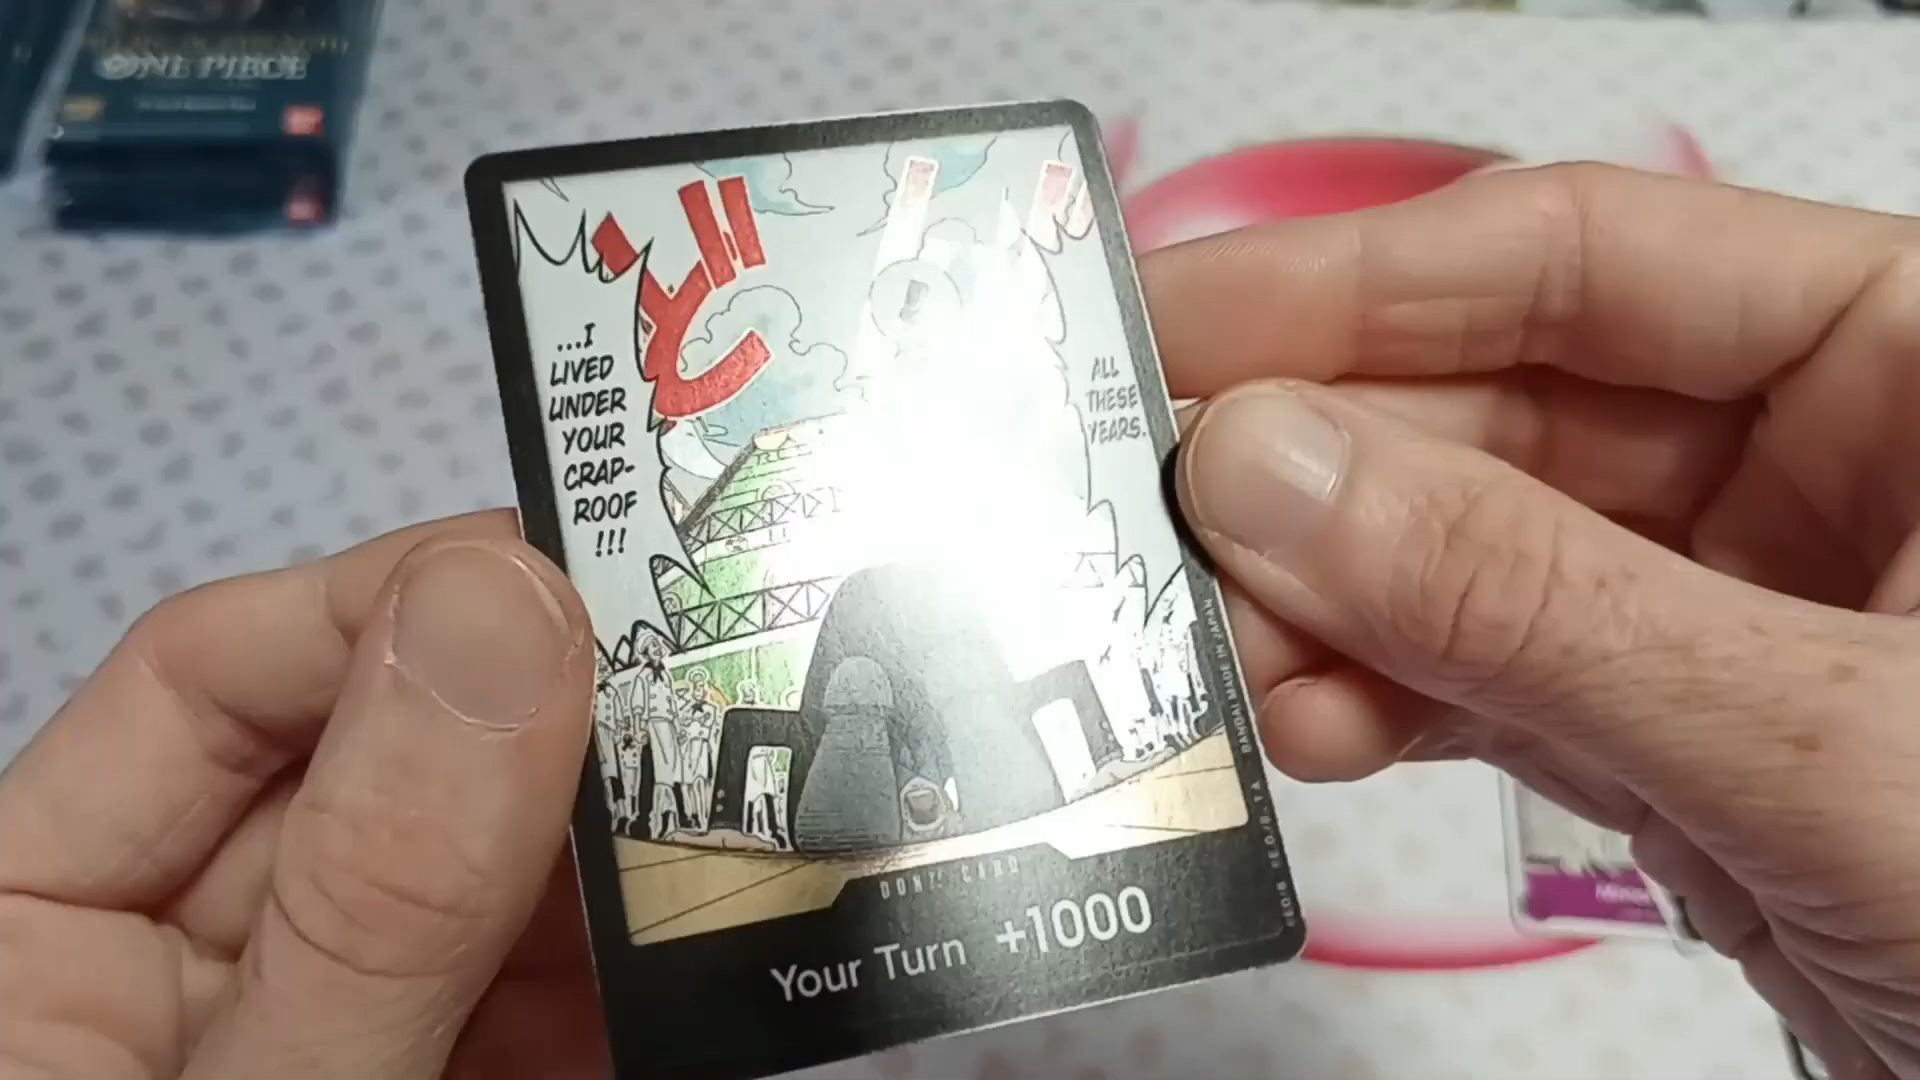 ONE PIECE
...I
LIVED
UNDER
YOUR
CRAP-
ROOF
!!!
ALL
THESE
YEARS.
DON!! CARD
Your Turn +1000
BANDAI MADE IN JAPAN